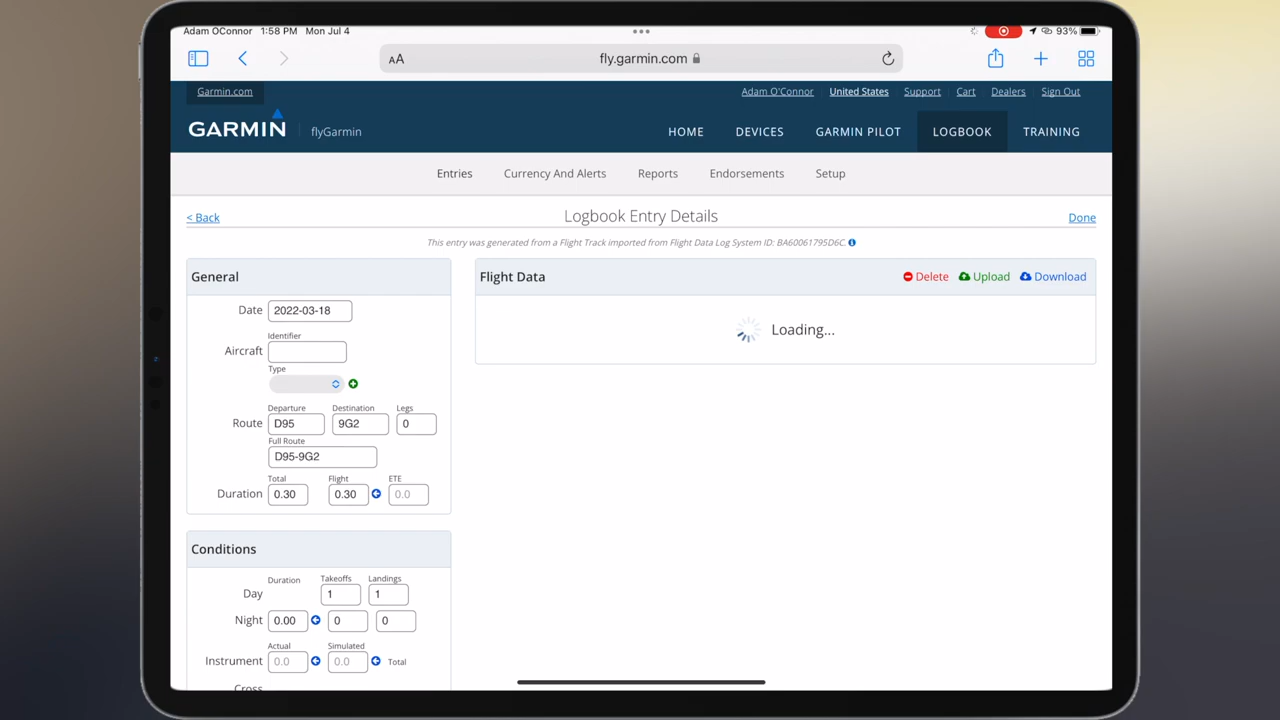 Adam OConnor 1:58 PM Mon Jul 4
93%
AA
fly.garmin.com
Garmin.com
Adam O'Connor United States Support Cart Dealers Sign Out
GARMIN flyGarmin
HOME DEVICES GARMIN PILOT LOGBOOK TRAINING
Entries Currency And Alerts Reports Endorsements Setup
< Back
Logbook Entry Details
Done
This entry was generated from a Flight Track imported from Flight Data Log System ID: BA60061795D6C.
General
Date 2022-03-18
Identifier
Aircraft
Type
Departure Destination Legs
Route D95 9G2 0
Full Route
D95-9G2
Total Flight ETE
Duration 0.30 0.30 0.0
Conditions
Duration Takeoffs Landings
Day 1 1
Night 0.00 0 0
Actual Simulated
Instrument 0.0 0.0 Total
Cross
Flight Data
Delete Upload Download
Loading...